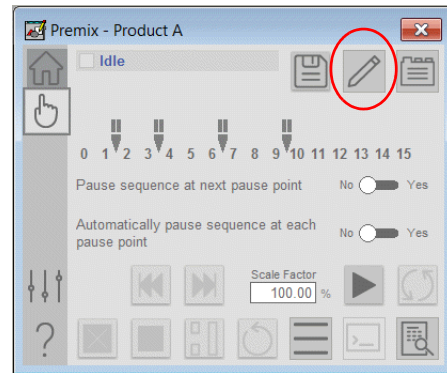 Premix - Product A
Idle
0 1 2 3 4 5 6 7 8 9 10 11 12 13 14 15
Pause sequence at next pause point No Yes
Automatically pause sequence at each
pause point No Yes
Scale Factor
100.00 %
?
>_